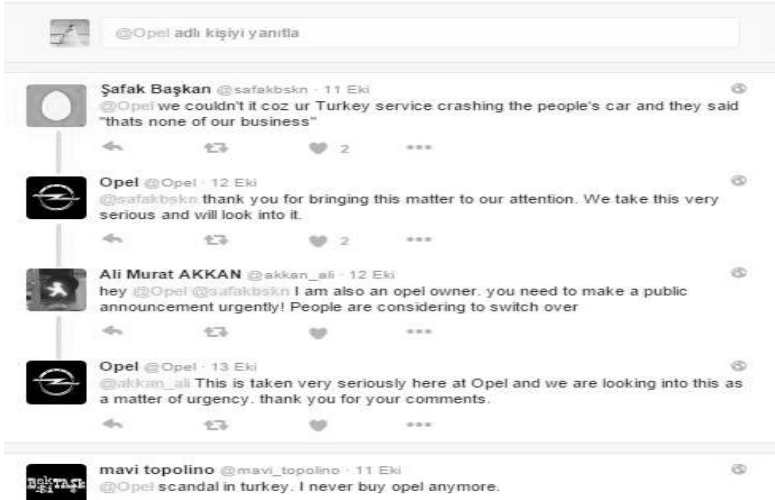 @Opel adlı kişiyi yanıtla
Şafak Başkan @safakbskn · 11 Eki
@Opel we couldn't it coz ur Turkey service crashing the people's car and they said
"thats none of our business"
2
Opel @Opel · 12 Eki
@safakbskn thank you for bringing this matter to our attention. We take this very
serious and will look into it.
2
Ali Murat AKKAN @akkan_ali · 12 Eki
hey @Opel @safakbskn I am also an opel owner. you need to make a public
announcement urgently! People are considering to switch over
Opel @Opel · 13 Eki
@akkan_ali This is taken very seriously here at Opel and we are looking into this as
a matter of urgency. thank you for your comments.
mavi topolino @mavi_topolino · 11 Eki
@Opel scandal in turkey. I never buy opel anymore.